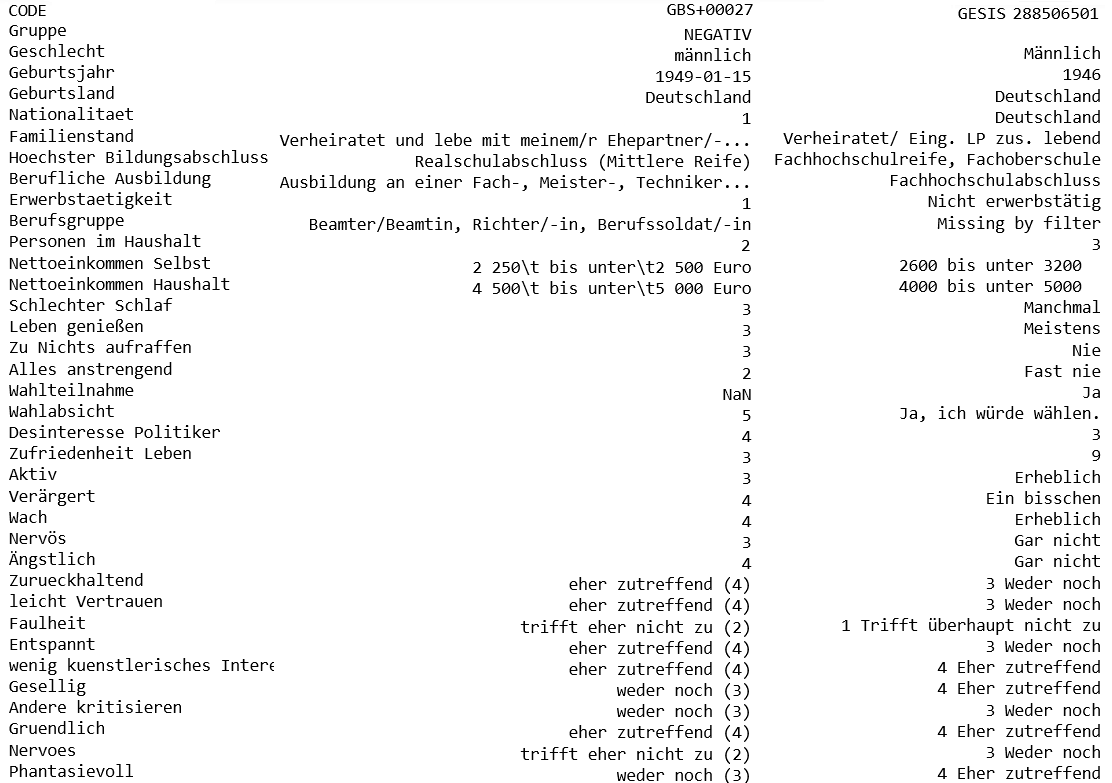 CODE GBS+00027 GESIS 288506501
Gruppe NEGATIV
Geschlecht männlich Männlich
Geburtsjahr 1949-01-15 1946
Geburtsland Deutschland Deutschland
Nationalitaet 1 Deutschland
Familienstand Verheiratet und lebe mit meinem/r Ehepartner/-... Verheiratet/ Eing. LP zus. lebend
Hoechster Bildungsabschluss Realschulabschluss (Mittlere Reife) Fachhochschulreife, Fachoberschule
Berufliche Ausbildung Ausbildung an einer Fach-, Meister-, Techniker... Fachhochschulabschluss
Erwerbstaetigkeit 1 Nicht erwerbstätig
Berufsgruppe Beamter/Beamtin, Richter/-in, Berufssoldat/-in Missing by filter
Personen im Haushalt 2 3
Nettoeinkommen Selbst 2 250\t bis unter\t2 500 Euro 2600 bis unter 3200
Nettoeinkommen Haushalt 4 500\t bis unter\t5 000 Euro 4000 bis unter 5000
Schlechter Schlaf 3 Manchmal
Leben genießen 3 Meistens
Zu Nichts aufraffen 3 Nie
Alles anstrengend 2 Fast nie
Wahlteilnahme NaN Ja
Wahlabsicht 5 Ja, ich würde wählen.
Desinteresse Politiker 4 3
Zufriedenheit Leben 3 9
Aktiv 3 Erheblich
Verärgert 4 Ein bisschen
Wach 4 Erheblich
Nervös 3 Gar nicht
Ängstlich 4 Gar nicht
Zurueckhaltend eher zutreffend (4) 3 Weder noch
leicht Vertrauen eher zutreffend (4) 3 Weder noch
Faulheit trifft eher nicht zu (2) 1 Trifft überhaupt nicht zu
Entspannt eher zutreffend (4) 3 Weder noch
wenig kuenstlerisches Intere eher zutreffend (4) 4 Eher zutreffend
Gesellig weder noch (3) 4 Eher zutreffend
Andere kritisieren weder noch (3) 3 Weder noch
Gruendlich eher zutreffend (4) 4 Eher zutreffend
Nervoes trifft eher nicht zu (2) 3 Weder noch
Phantasievoll weder noch (3) 4 Eher zutreffend